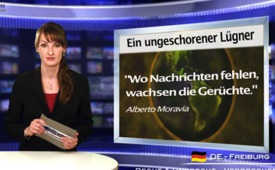 Ein ungeschorener Lügner
"Wo Nachrichten fehlen,
wachsen die Gerüchte."
Alberto Moravia
DE - FREIBURG